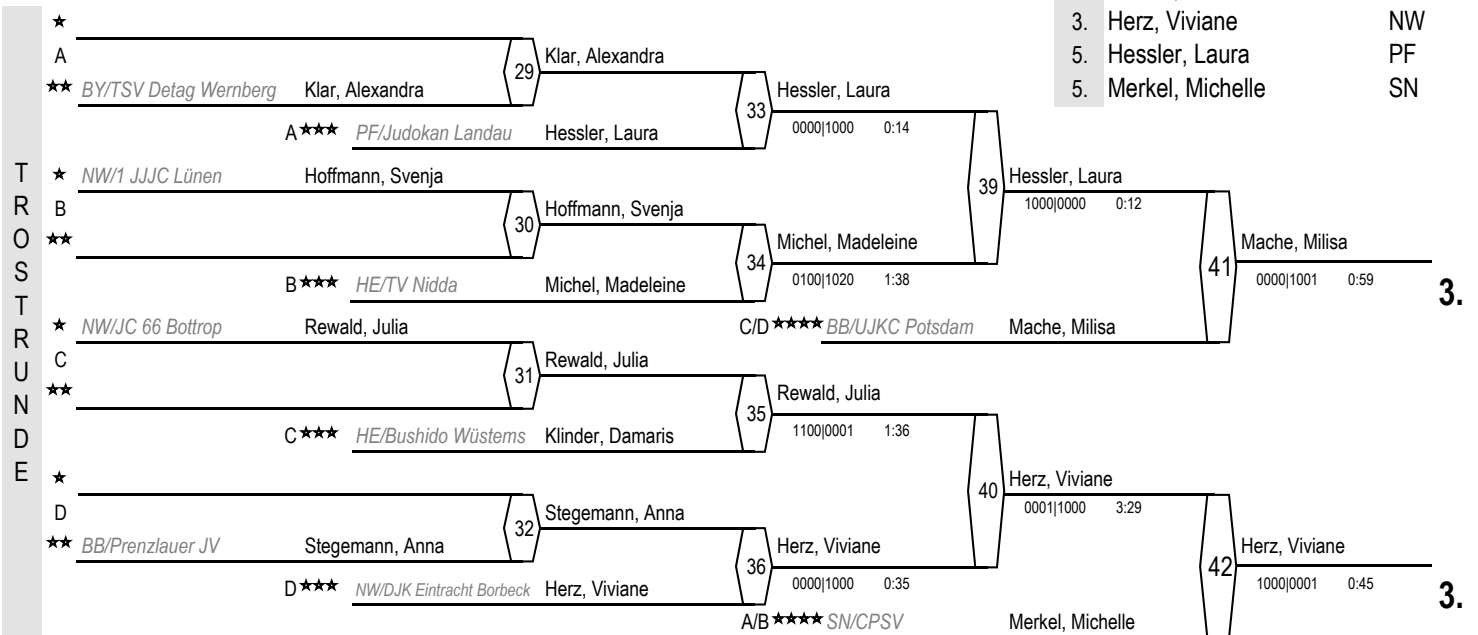 3. Herz, Viviane NW
5. Hessler, Laura PF
5. Merkel, Michelle SN
TROSTRUNDE
★
A
29 Klar, Alexandra
★★ BY/TSV Detag Wernberg Klar, Alexandra
33 Hessler, Laura
0000|1000 0:14
A★★★ PF/Judokan Landau Hessler, Laura
★ NW/1 JJJC Lünen Hoffmann, Svenja
39 Hessler, Laura
1000|0000 0:12
B
30 Hoffmann, Svenja
★★
34 Michel, Madeleine
0100|1020 1:38
41 Mache, Milisa
0000|1001 0:59
3.
B★★★ HE/TV Nidda Michel, Madeleine
★ NW/JC 66 Bottrop Rewald, Julia
C/D★★★★ BB/UJKC Potsdam Mache, Milisa
C
31 Rewald, Julia
★★
35 Rewald, Julia
1100|0001 1:36
C★★★ HE/Bushido Wüstems Klinder, Damaris
★
40 Herz, Viviane
0001|1000 3:29
D
32 Stegemann, Anna
★★ BB/Prenzlauer JV Stegemann, Anna
36 Herz, Viviane
0000|1000 0:35
42 Herz, Viviane
1000|0001 0:45
3.
D★★★ NW/DJK Eintracht Borbeck Herz, Viviane
A/B★★★★ SN/CPSV Merkel, Michelle